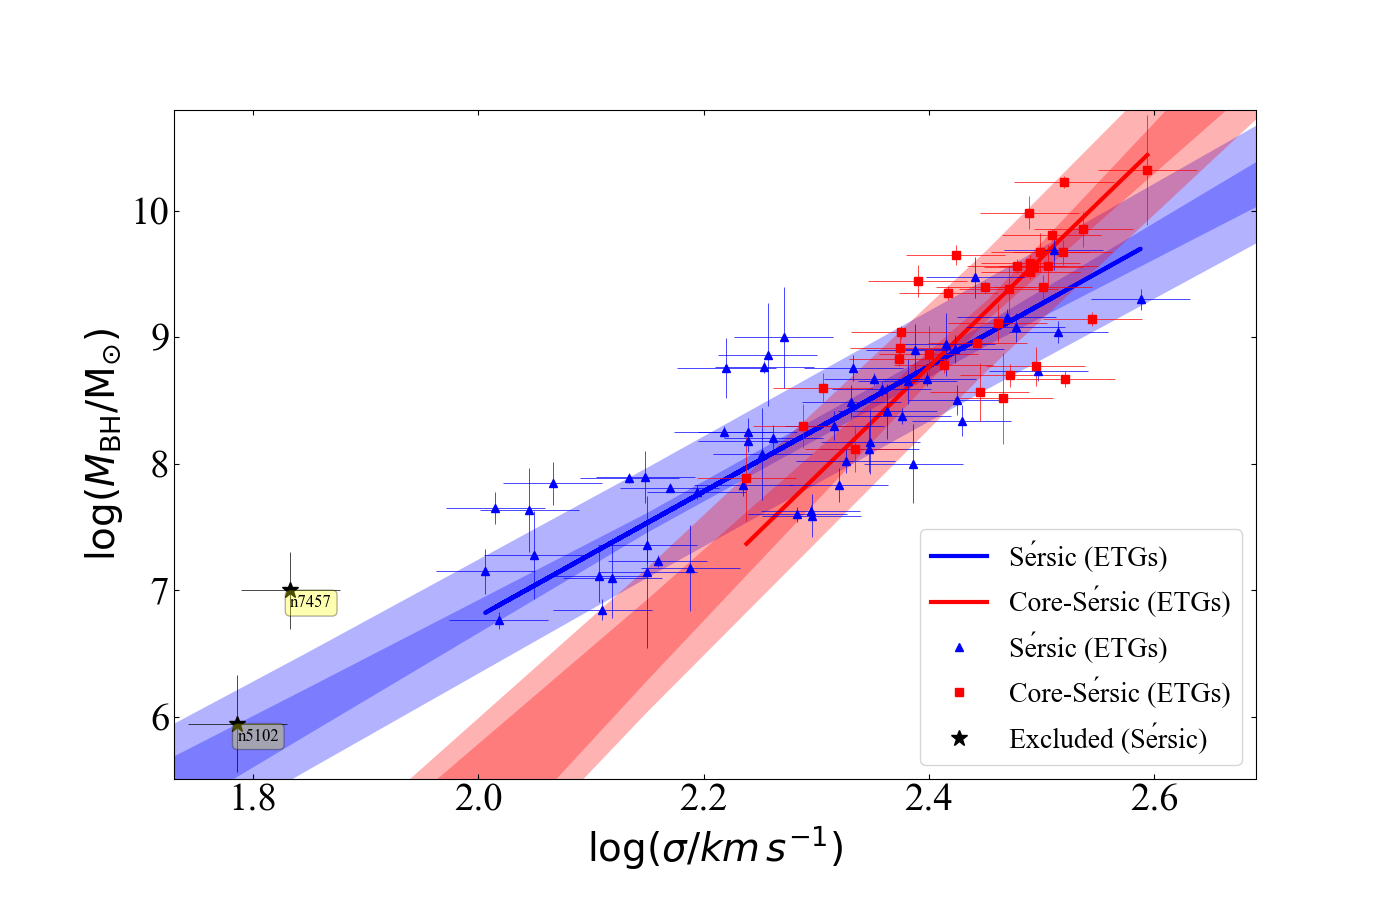 log(M_BH/M⊙)
10
9
8
7
6
n7457
n5102
Sérsic (ETGs)
Core-Sérsic (ETGs)
Sérsic (ETGs)
Core-Sérsic (ETGs)
Excluded (Sérsic)
1.8 2.0 2.2 2.4 2.6
log(σ/km s⁻¹)